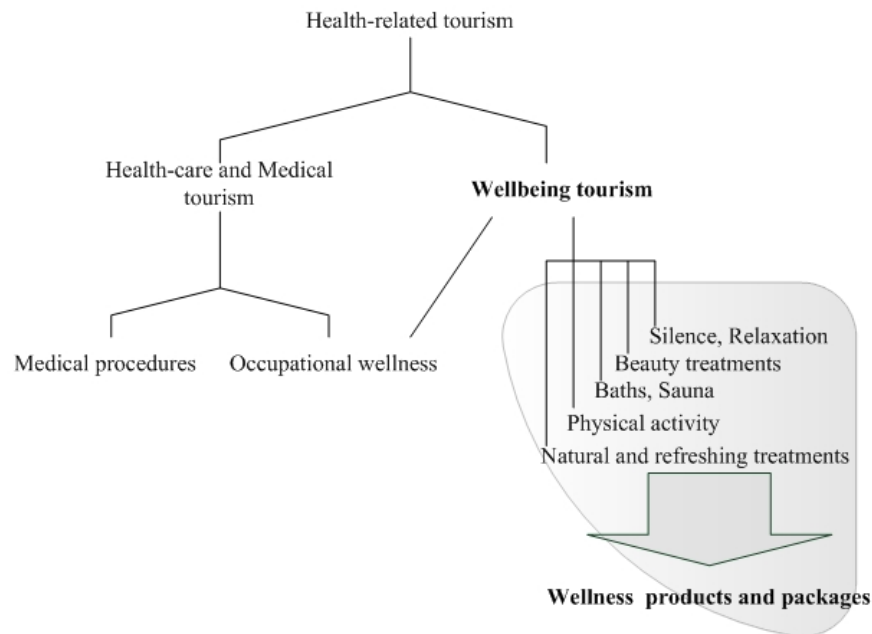 Health-related tourism
Health-care and Medical
tourism
Wellbeing tourism
Medical procedures
Occupational wellness
Silence, Relaxation
Beauty treatments
Baths, Sauna
Physical activity
Natural and refreshing treatments
Wellness products and packages